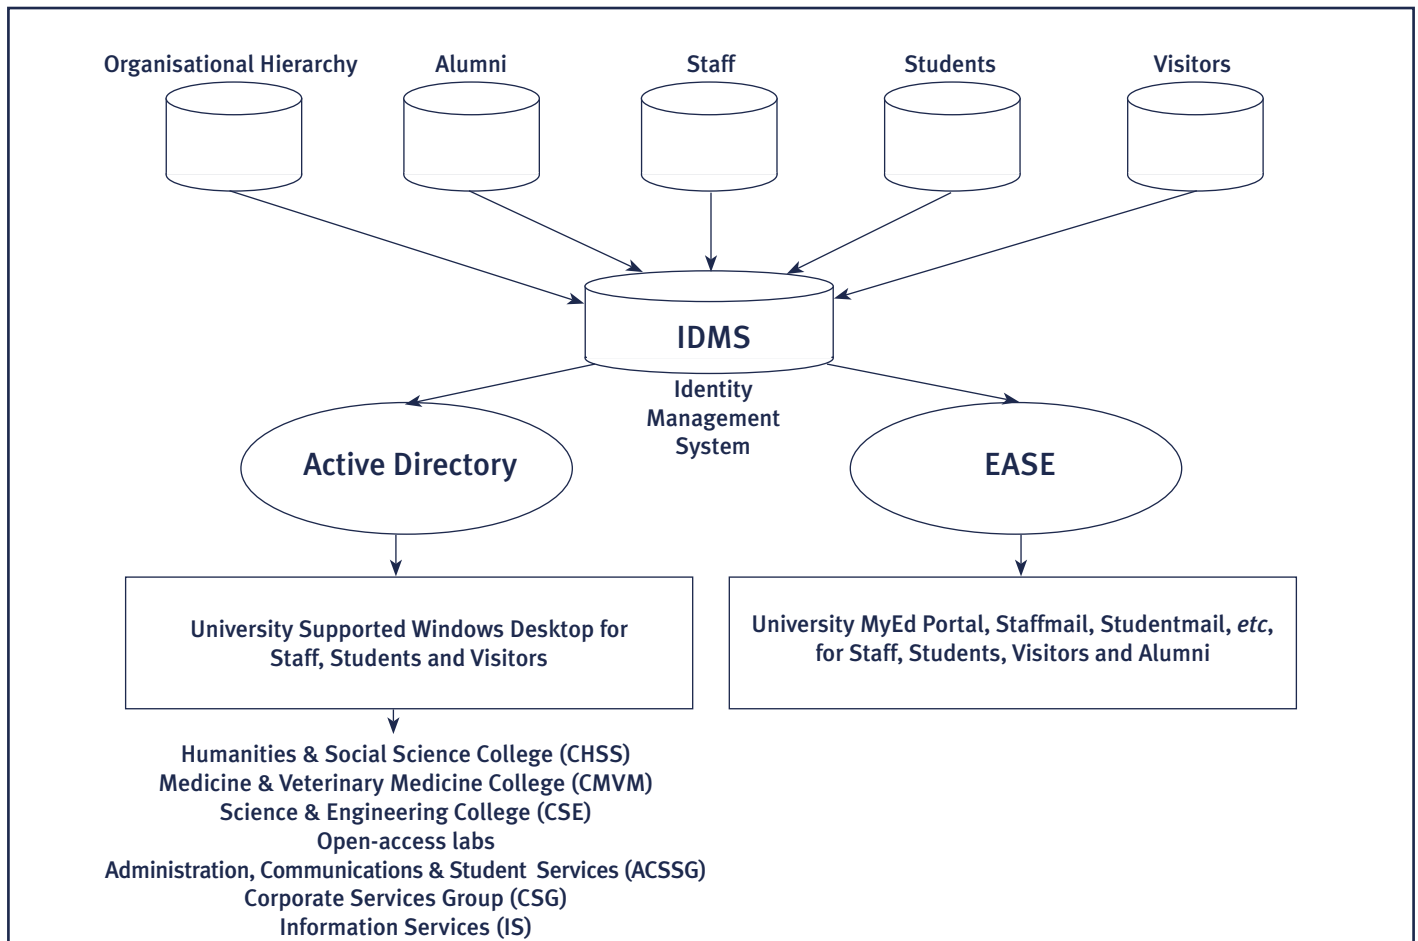 Organisational Hierarchy
Alumni
Staff
Students
Visitors
IDMS
Identity
Management
System
Active Directory
EASE
University Supported Windows Desktop for
Staff, Students and Visitors
University MyEd Portal, Staffmail, Studentmail, etc,
for Staff, Students, Visitors and Alumni
Humanities & Social Science College (CHSS)
Medicine & Veterinary Medicine College (CMVM)
Science & Engineering College (CSE)
Open-access labs
Administration, Communications & Student Services (ACSSG)
Corporate Services Group (CSG)
Information Services (IS)